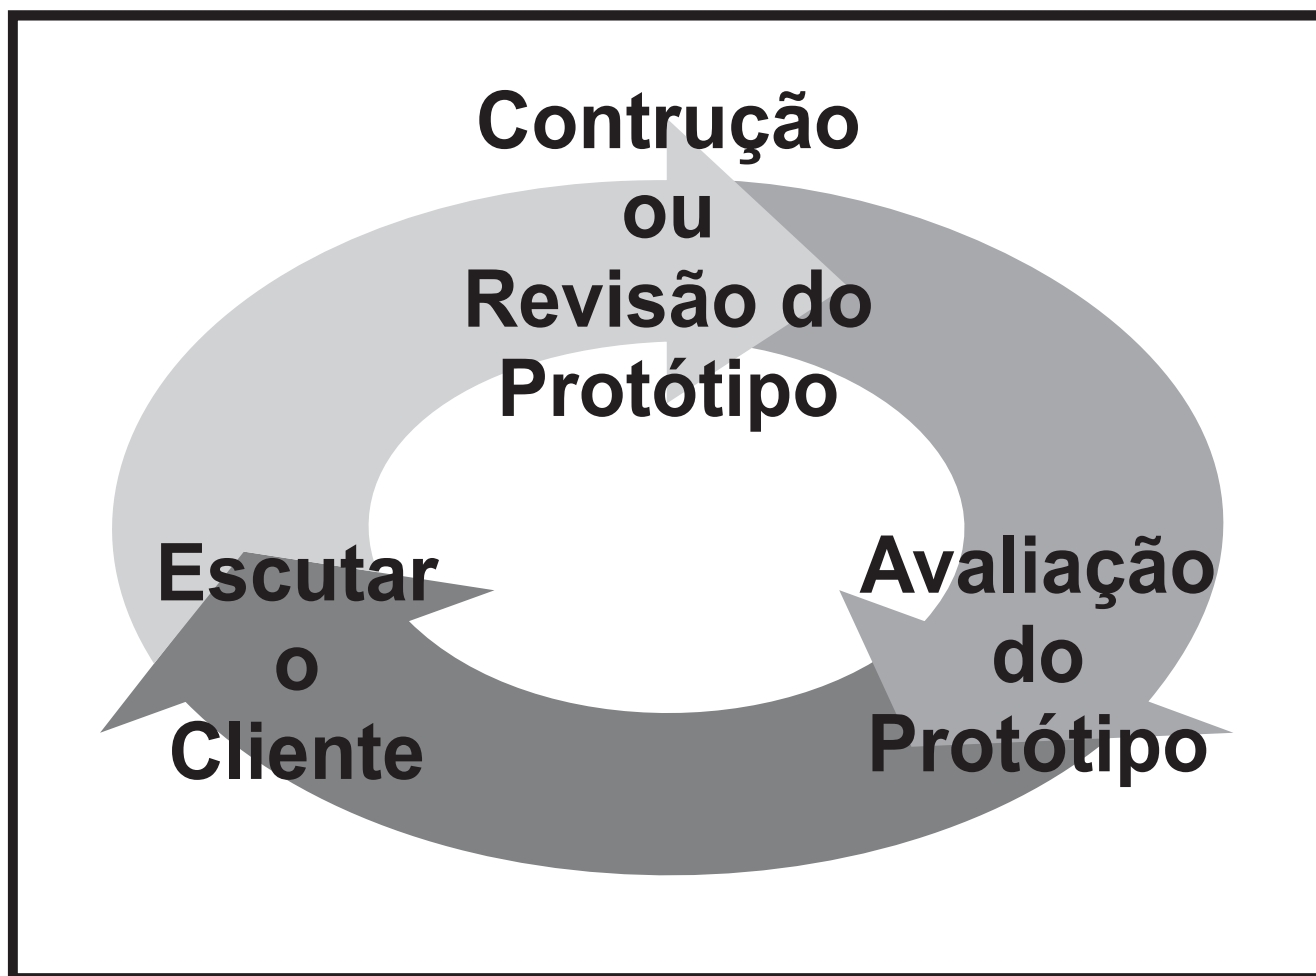 Contrução
ou
Revisão do
Protótipo
Escutar
o
Cliente
Avaliação
do
Protótipo